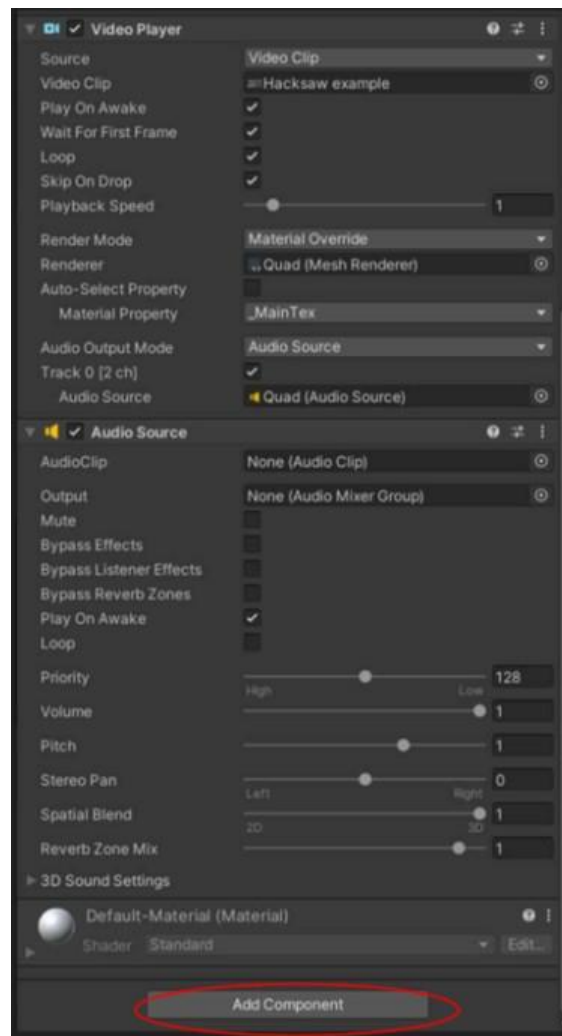 Video Player
Source Video Clip
Video Clip Hacksaw example
Play On Awake
Wait For First Frame
Loop
Skip On Drop
Playback Speed 1
Render Mode Material Override
Renderer Quad (Mesh Renderer)
Auto-Select Property
Material Property _MainTex
Audio Output Mode Audio Source
Track 0 [2 ch]
Audio Source Quad (Audio Source)
Audio Source
AudioClip None (Audio Clip)
Output None (Audio Mixer Group)
Mute
Bypass Effects
Bypass Listener Effects
Bypass Reverb Zones
Play On Awake
Loop
Priority 128
High Low
Volume 1
Pitch 1
Stereo Pan 0
Left Right
Spatial Blend 1
2D 3D
Reverb Zone Mix 1
3D Sound Settings
Default-Material (Material)
Shader Standard Edit...
Add Component